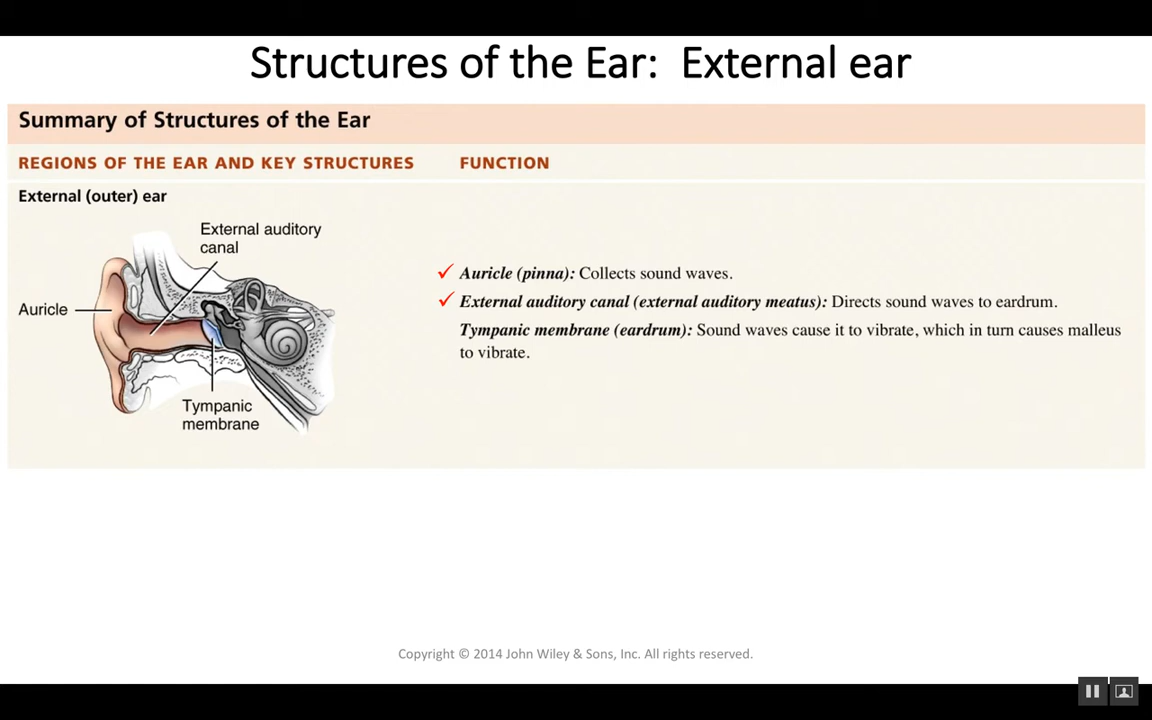 Structures of the Ear:  External ear
Summary of Structures of the Ear
REGIONS OF THE EAR AND KEY STRUCTURES FUNCTION
External (outer) ear
External auditory
canal
Auricle
Tympanic
membrane
Auricle (pinna): Collects sound waves.
External auditory canal (external auditory meatus): Directs sound waves to eardrum.
Tympanic membrane (eardrum): Sound waves cause it to vibrate, which in turn causes malleus
to vibrate.
Copyright © 2014 John Wiley & Sons, Inc. All rights reserved.